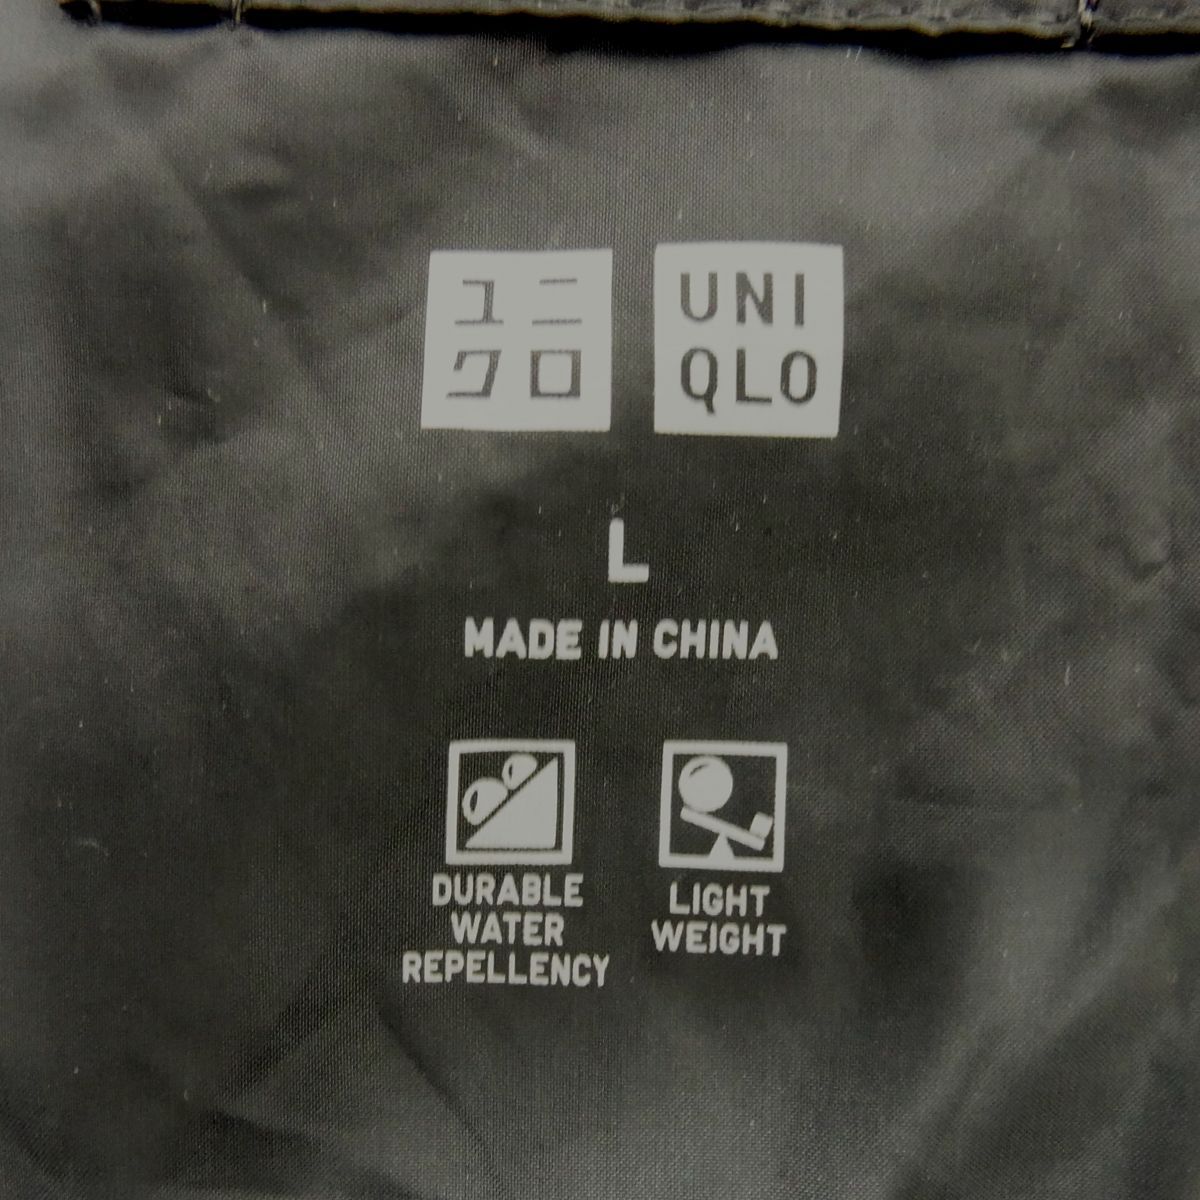 ユニ
クロ
UNI
QLO
L
MADE IN CHINA
DURABLE
WATER
REPELLENCY
LIGHT
WEIGHT